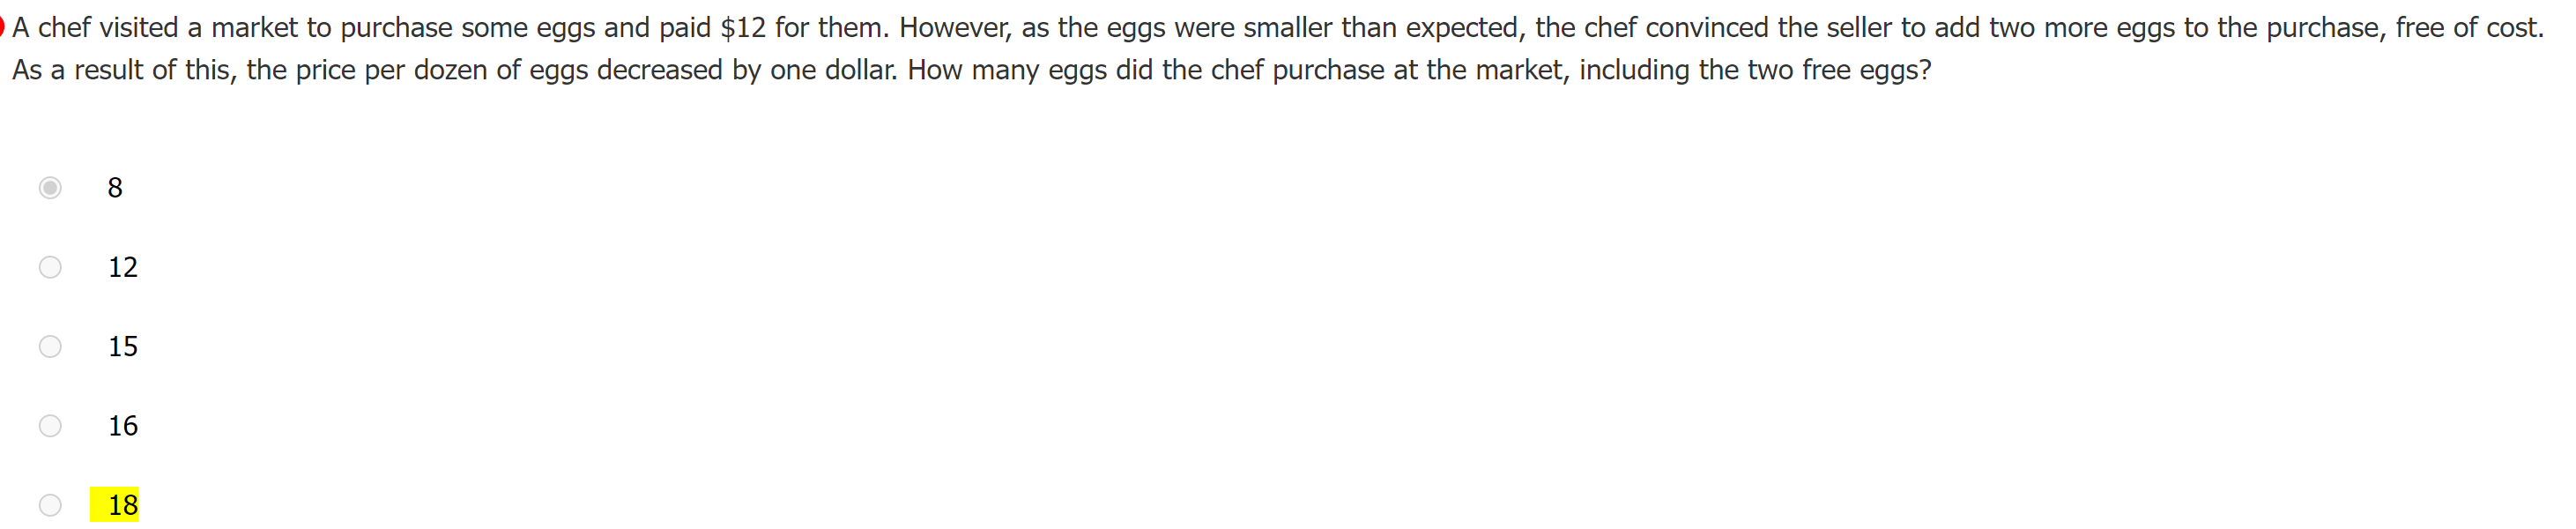 A chef visited a market to purchase some eggs and paid $12 for them. However, as the eggs were smaller than expected, the chef convinced the seller to add two more eggs to the purchase, free of cost.
As a result of this, the price per dozen of eggs decreased by one dollar. How many eggs did the chef purchase at the market, including the two free eggs?
8
12
15
16
18